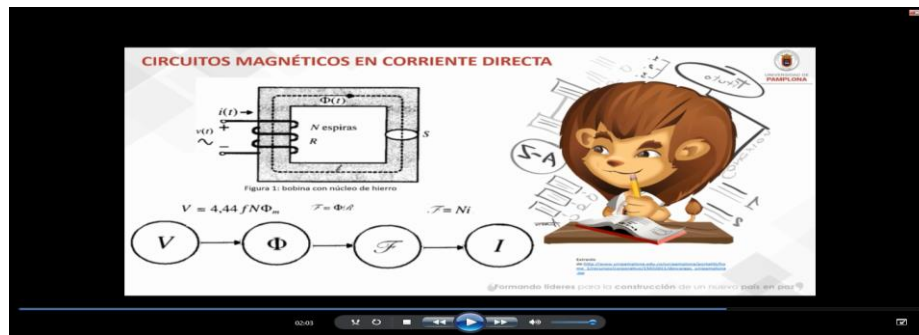 CIRCUITOS MAGNÉTICOS EN CORRIENTE DIRECTA
UNIVERSIDAD DE
PAMPLONA
Φ(t)
i(t)
v(t)
+
N espiras
R
S
−
l
Figura 1: bobina con núcleo de hierro
V = 4,44 fNΦm
ℱ = Φℛ
ℱ = Ni
V
Φ
ℱ
I
S-A
Extraido
Formando líderes para la construcción de un nuevo país en paz
02:03